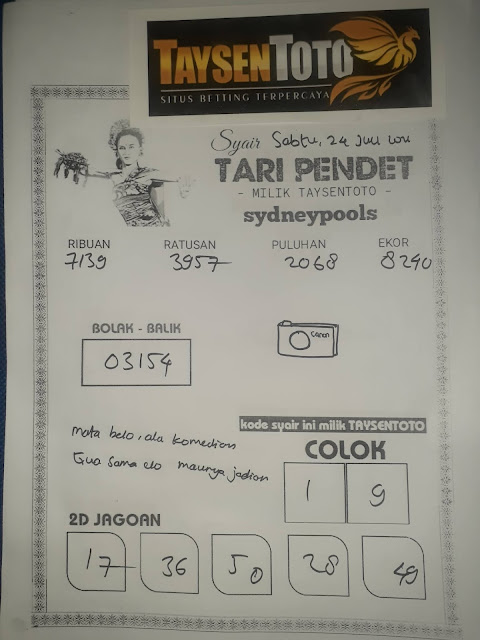 TAYSENTOTO
SITUS BETTING TERPERCAYA
Syair Sabtu, 24 Juli
TARI PENDET
- MILIK TAYSENTOTO -
sydneypools
RIBUAN RATUSAN PULUHAN EKOR
7139 3957 2068 8240
BOLAK - BALIK
03154
Canon
kode syair ini milik TAYSENTOTO
mata belo, ala komedian
Gua sama elo maunya jadian
COLOK
1 9
2D JAGOAN
17 36 50 28 49